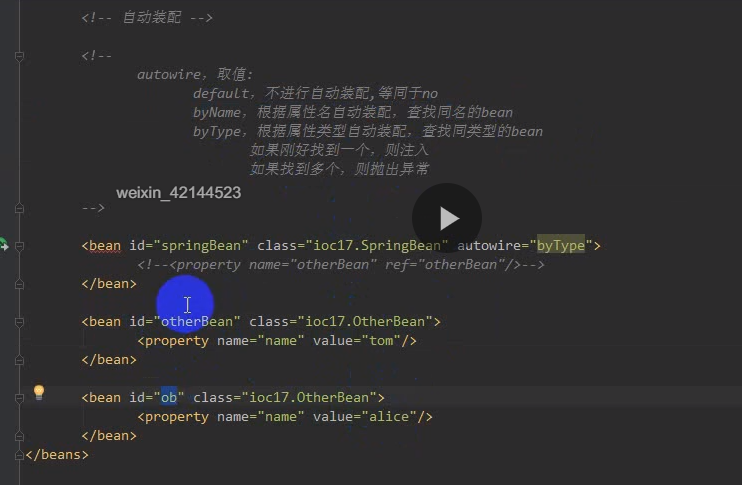 <!-- 自动装配 -->
<!--
autowire，取值:
default，不进行自动装配,等同于no
byName，根据属性名自动装配，查找同名的bean
byType，根据属性类型自动装配，查找同类型的bean
如果刚好找到一个，则注入
如果找到多个，则抛出异常
weixin_42144523
-->
<bean id="springBean" class="ioc17.SpringBean" autowire="byType">
<!--<property name="otherBean" ref="otherBean"/>-->
</bean>
<bean id="otherBean" class="ioc17.OtherBean">
<property name="name" value="tom"/>
</bean>
<bean id="ob" class="ioc17.OtherBean">
<property name="name" value="alice"/>
</bean>
</beans>